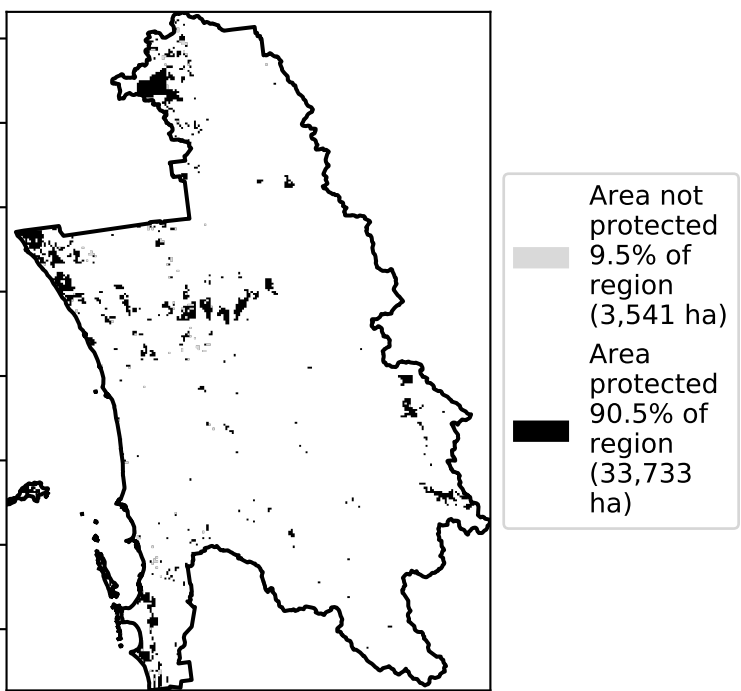 Area not
protected
9.5% of
region
(3,541 ha)
Area
protected
90.5% of
region
(33,733
ha)